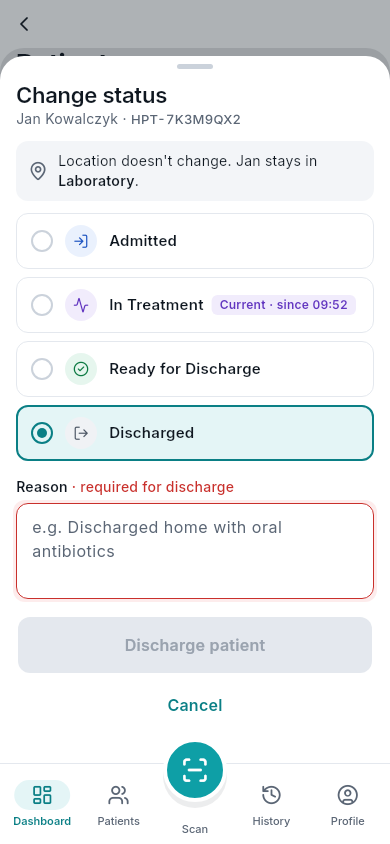 Change status
Jan Kowalczyk · HPT-7K3M9QX2
Location doesn't change. Jan stays in
Laboratory.
Admitted
In Treatment Current · since 09:52
Ready for Discharge
Discharged
Reason · required for discharge
e.g. Discharged home with oral
antibiotics
Discharge patient
Cancel
Dashboard
Patients
Scan
History
Profile